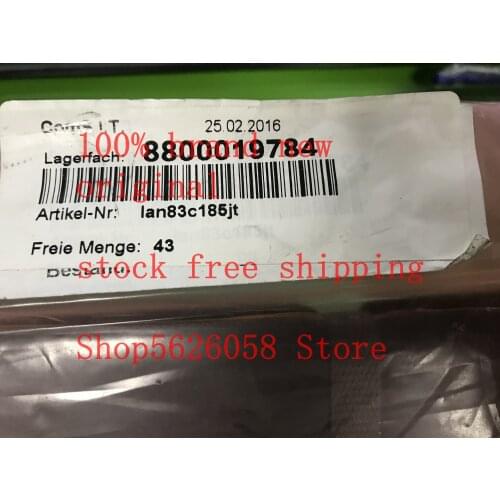 25.02.2016
100% brand new
Lagerfach: 8800019784
original
Artikel-Nr: lan83c185jt
Freie Menge: 43
Bestand:
stock free shipping
Shop5626058 Store